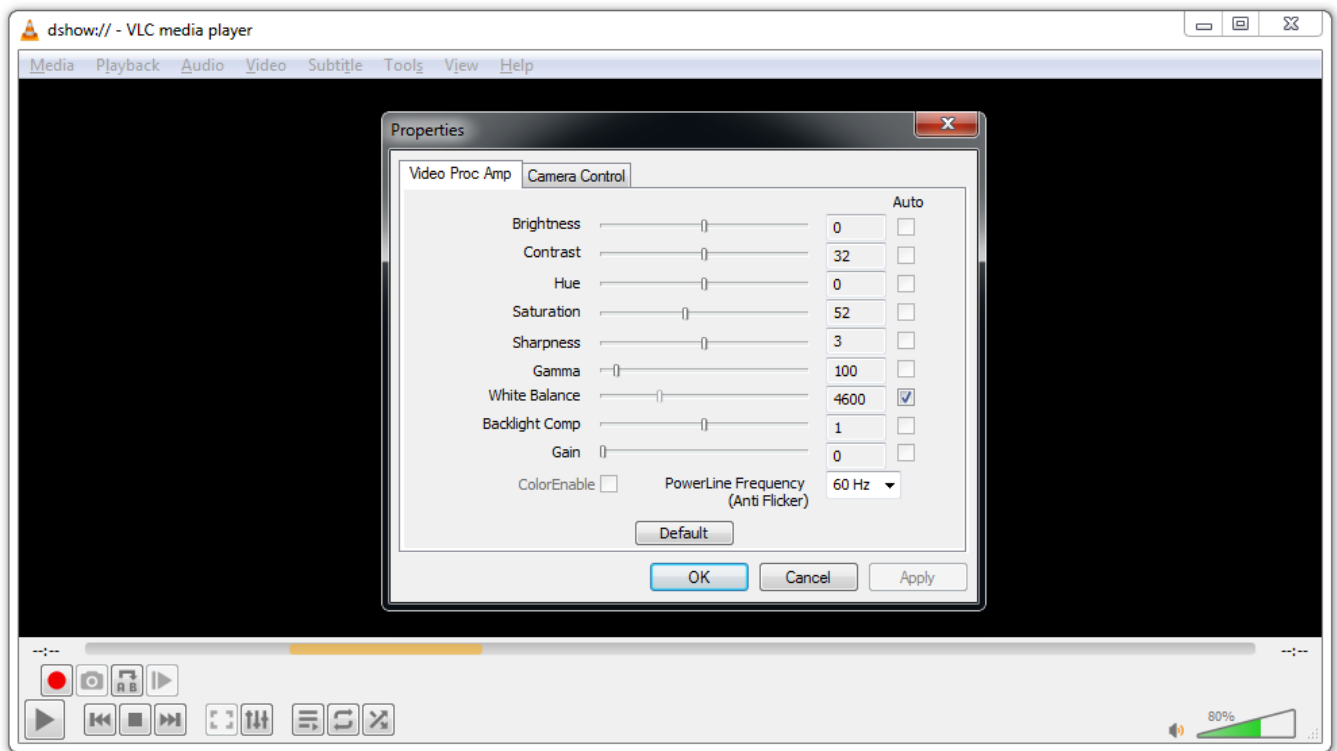 dshow:// - VLC media player
Media Playback Audio Video Subtitle Tools View Help
Properties
Video Proc Amp Camera Control
Auto
Brightness 0
Contrast 32
Hue 0
Saturation 52
Sharpness 3
Gamma 100
White Balance 4600
Backlight Comp 1
Gain 0
ColorEnable PowerLine Frequency 60 Hz
(Anti Flicker)
Default
OK Cancel Apply
--:-- --:--
A B
80%